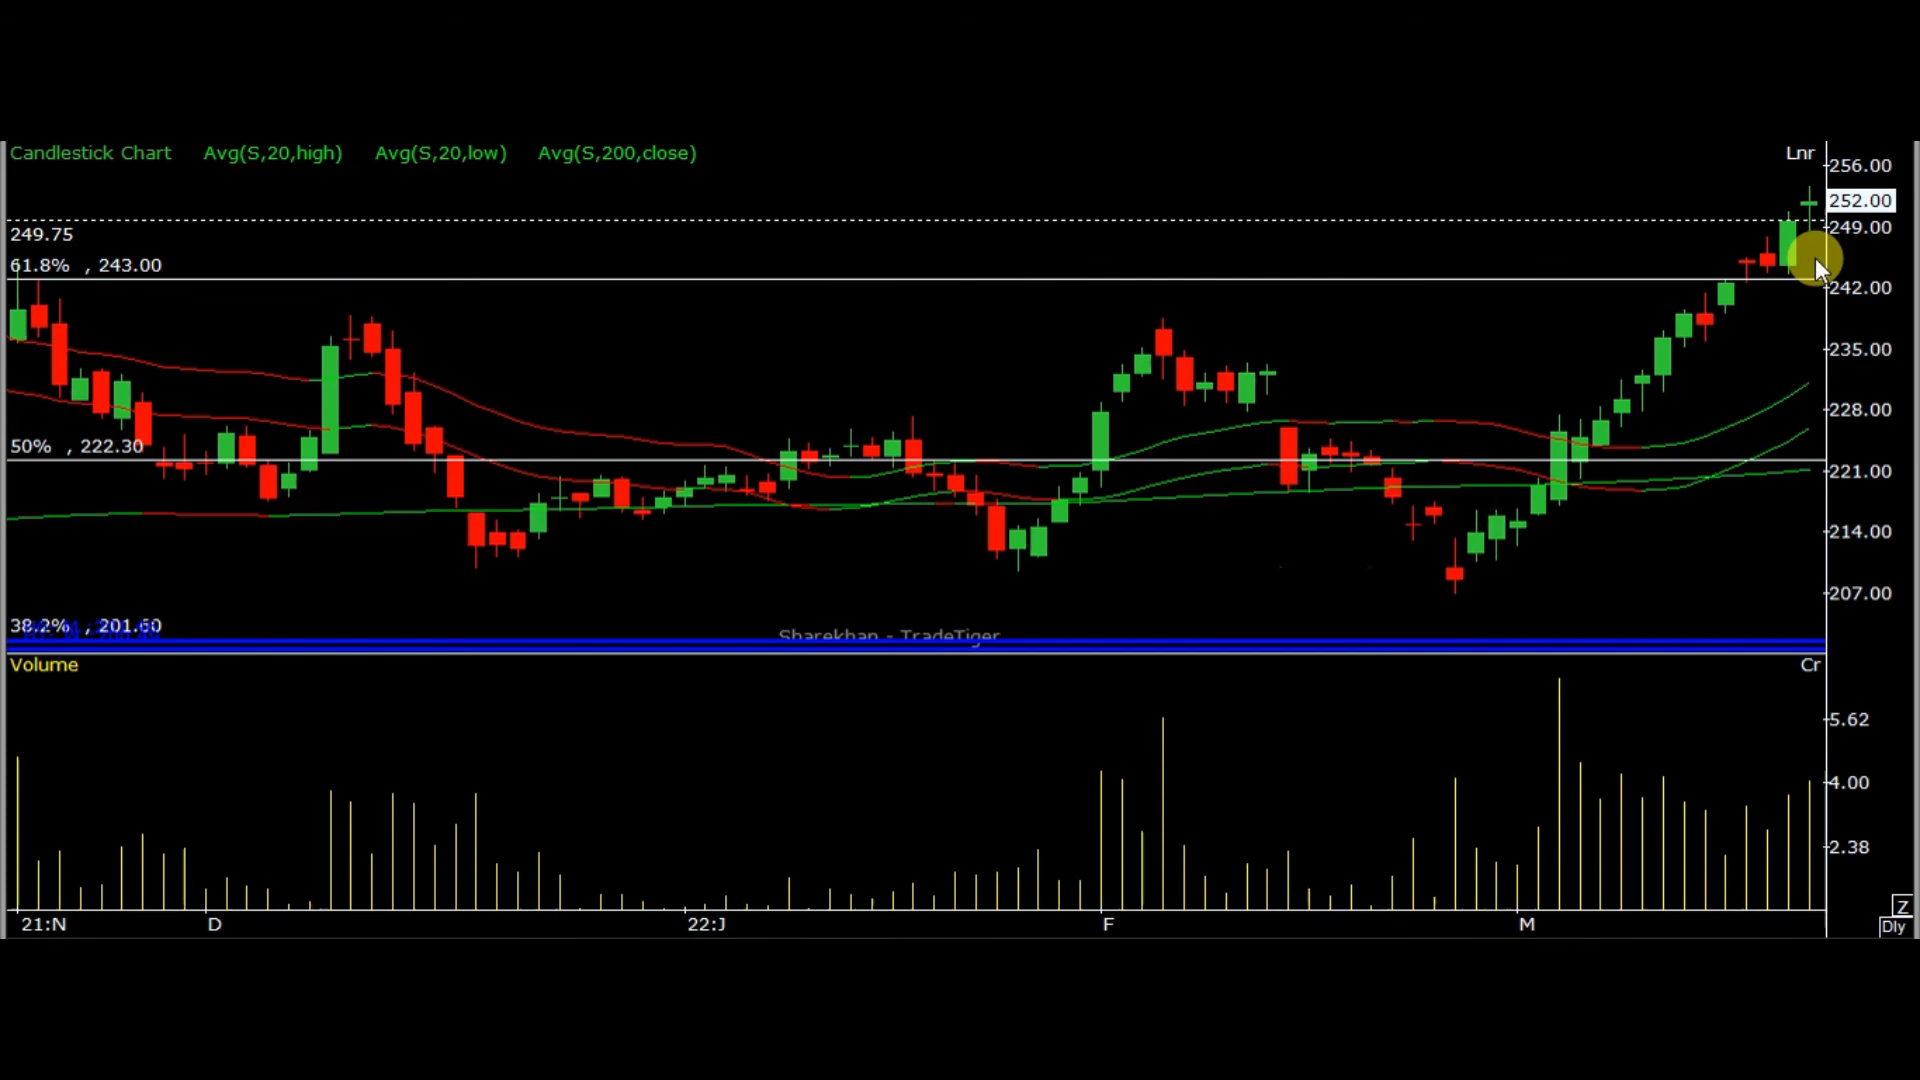 Candlestick Chart Avg(S,20,high) Avg(S,20,low) Avg(S,200,close) Lnr
256.00
252.00
249.75
249.00
61.8% , 243.00
242.00
235.00
228.00
50% , 222.30
221.00
214.00
207.00
38.2% , 201.60
Sharekhan - TradeTiger
Volume Cr
5.62
4.00
2.38
Z
21:N D 22:J F M Dly